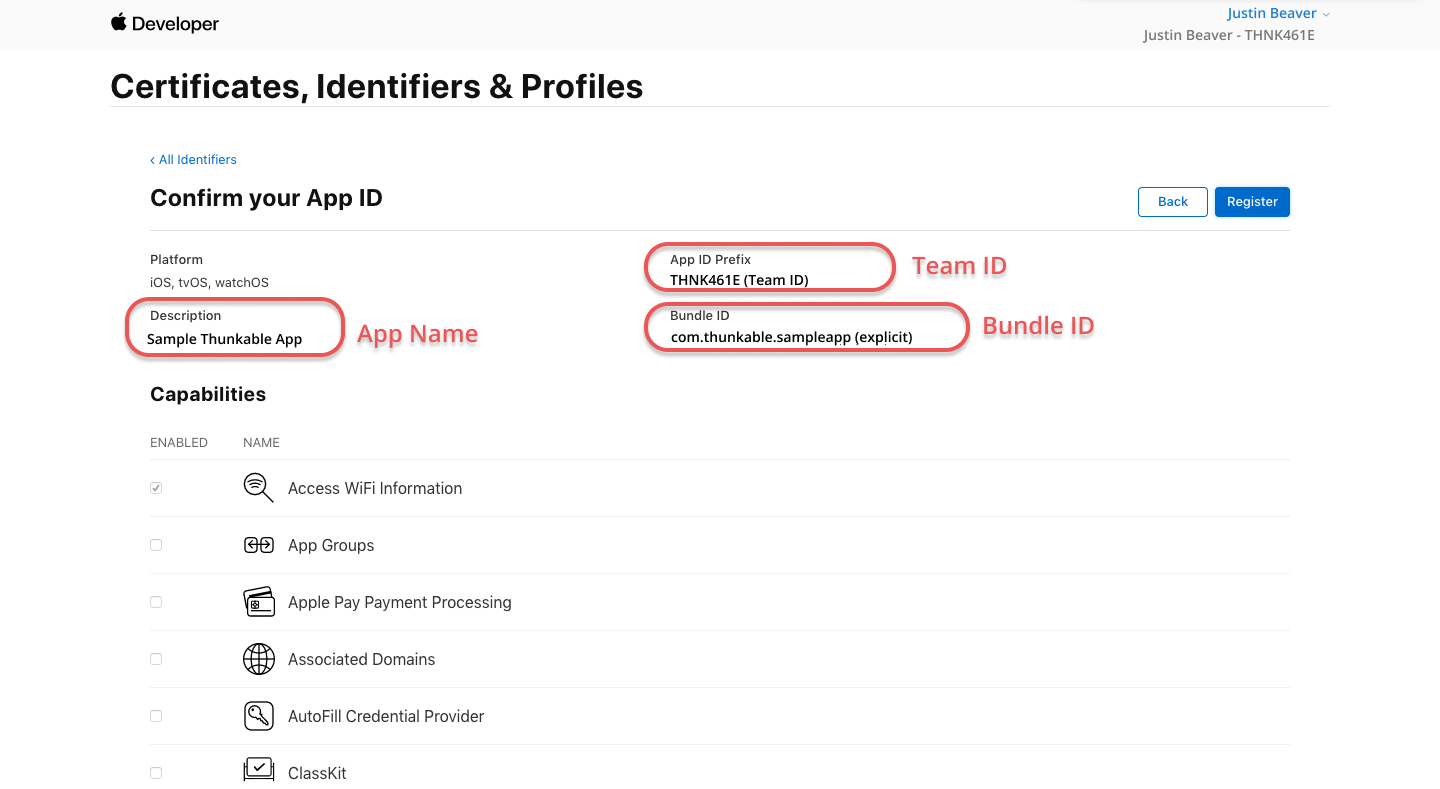 Developer
Justin Beaver
Justin Beaver - THNK461E
Certificates, Identifiers & Profiles
‹ All Identifiers
Confirm your App ID
Back
Register
Platform
iOS, tvOS, watchOS
App ID Prefix
THNK461E (Team ID)
Team ID
Description
Sample Thunkable App
App Name
Bundle ID
com.thunkable.sampleapp (explicit)
Bundle ID
Capabilities
ENABLED NAME
Access WiFi Information
App Groups
Apple Pay Payment Processing
Associated Domains
AutoFill Credential Provider
ClassKit